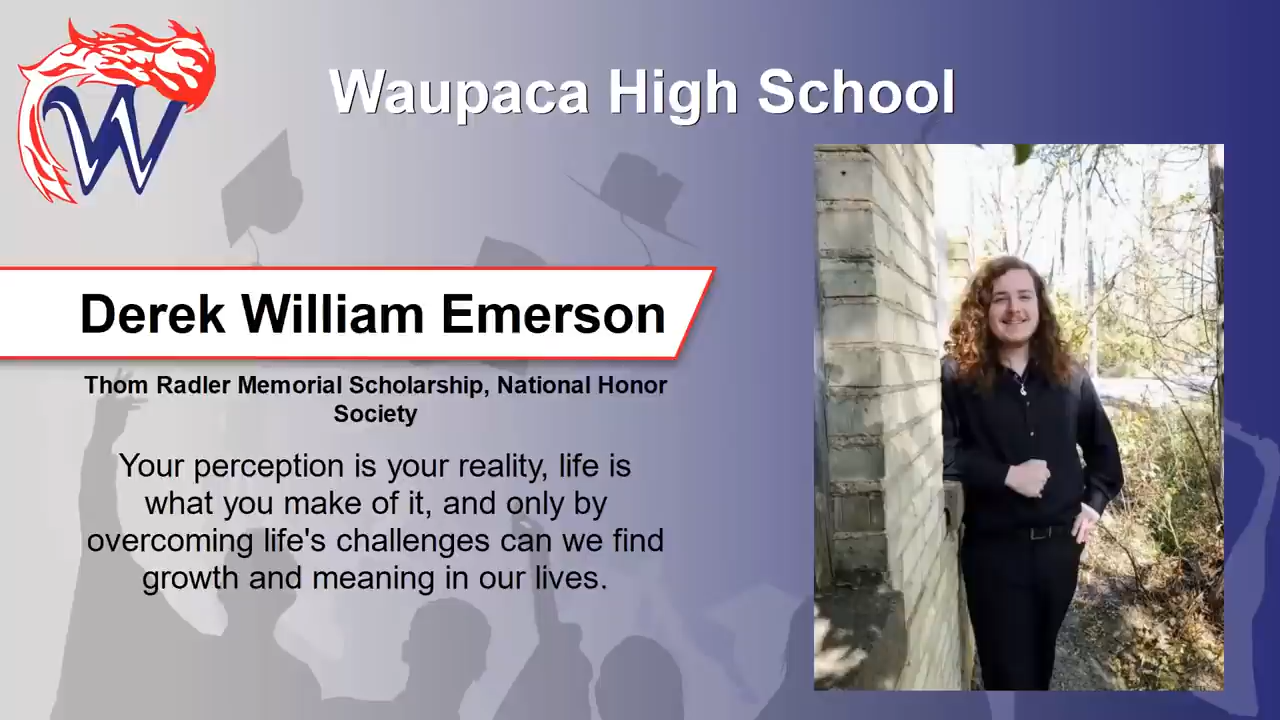 W
Waupaca High School
Derek William Emerson
Thom Radler Memorial Scholarship, National Honor
Society
Your perception is your reality, life is
what you make of it, and only by
overcoming life's challenges can we find
growth and meaning in our lives.